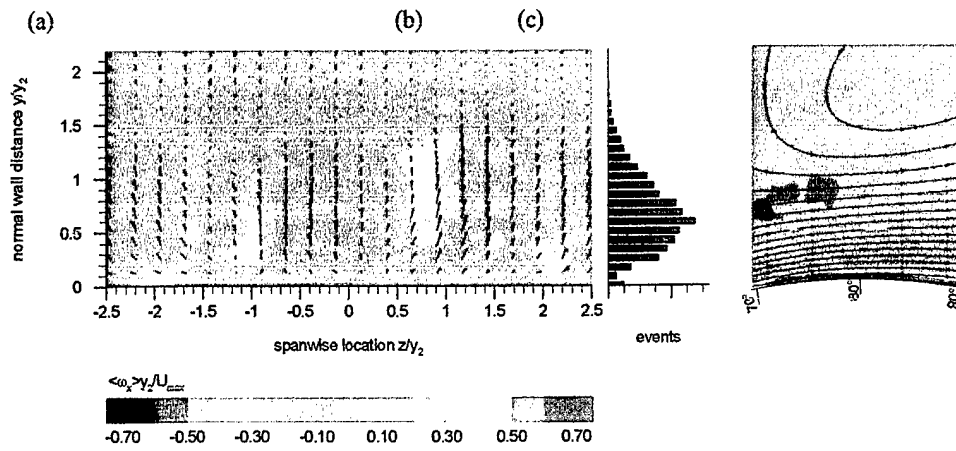 (a) (b) (c)
normal wall distance y/y₂
2
1.5
1
0.5
0
-2.5 -2 -1.5 -1 -0.5 0 0.5 1 1.5 2 2.5
spanwise location z/y₂
events
70° 80° 80°
<ωₓ>y₂/Uₘₐₓ
-0.70 -0.50 -0.30 -0.10 0.20 0.30 0.50 0.70